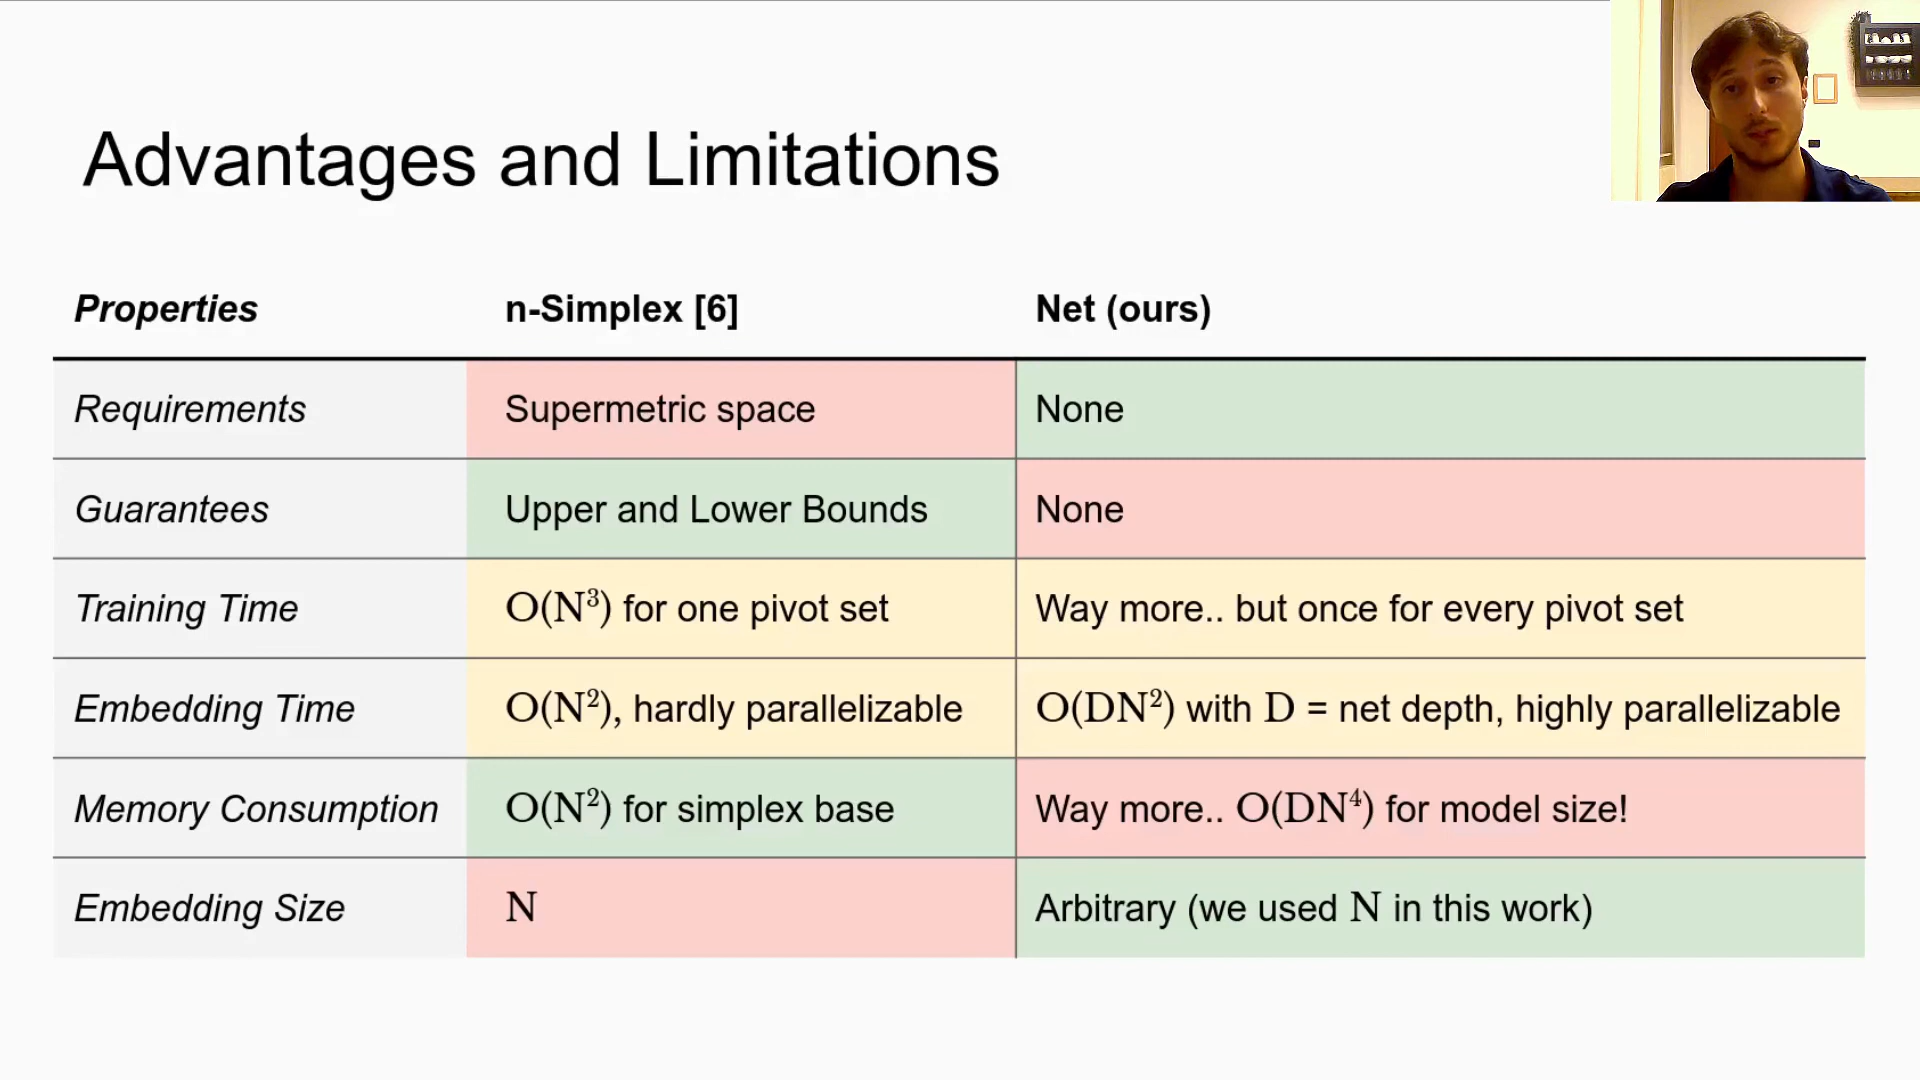 Advantages and Limitations
Properties n-Simplex [6] Net (ours)
Requirements Supermetric space None
Guarantees Upper and Lower Bounds None
Training Time O(N³) for one pivot set Way more.. but once for every pivot set
Embedding Time O(N²), hardly parallelizable O(DN²) with D = net depth, highly parallelizable
Memory Consumption O(N²) for simplex base Way more.. O(DN⁴) for model size!
Embedding Size N Arbitrary (we used N in this work)